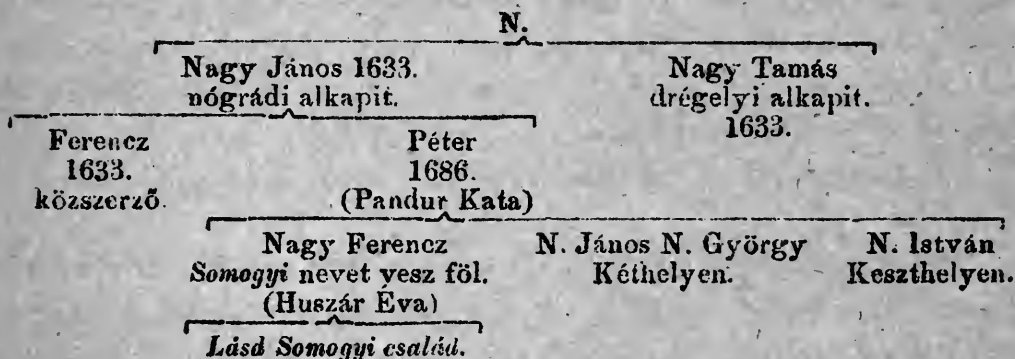 N.
Nagy János 1633. Nagy Tamás
nógrádi alkapit. drégelyi alkapit.
1633.
Ferencz Péter
1633. 1686.
közszerző. (Pandur Kata)
Nagy Ferencz N. János N. György N. István
Somogyi nevet vesz föl. Kéthelyen. Keszthelyen.
(Huszár Éva)
Lásd Somogyi család.